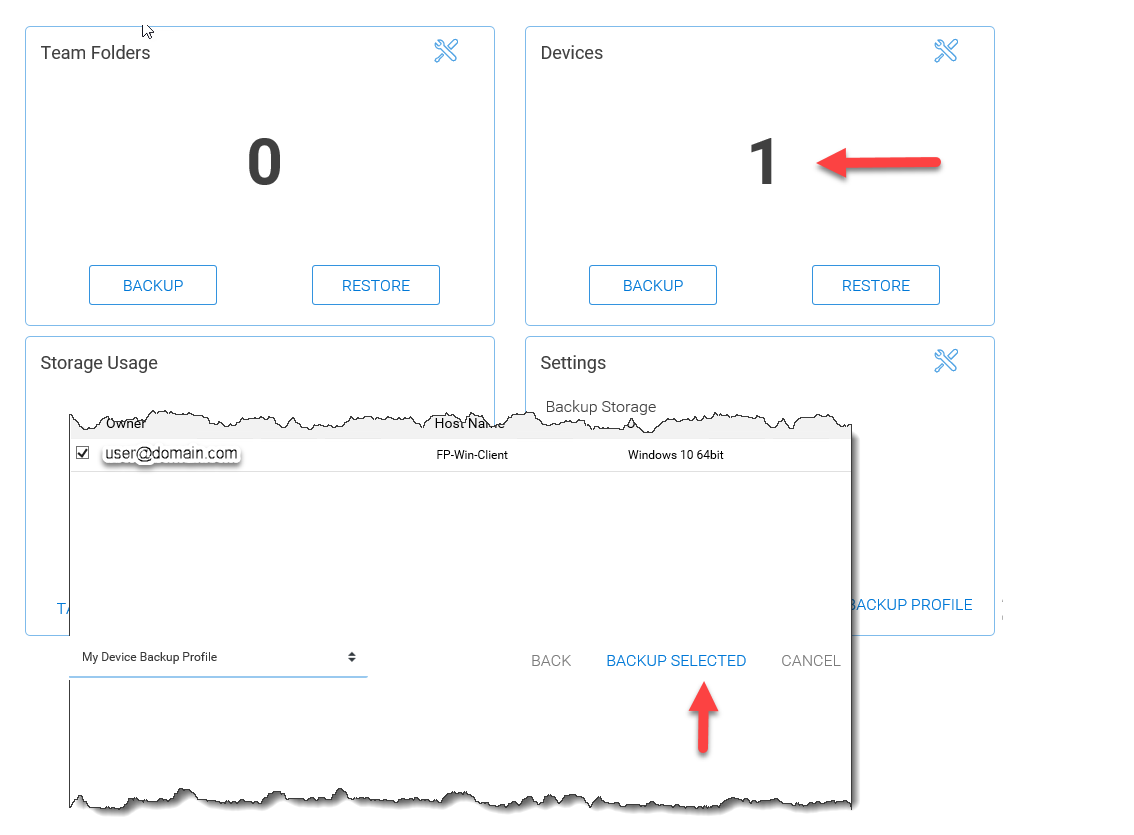 Team Folders
Devices
0
1
BACKUP
RESTORE
BACKUP
RESTORE
Storage Usage
Settings
Backup Storage
Owner
Host Name
user@domain.com
FP-Win-Client
Windows 10 64bit
BACKUP PROFILE
My Device Backup Profile
BACK
BACKUP SELECTED
CANCEL